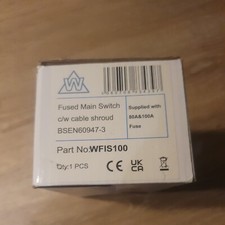 Fused Main Switch
c/w cable shroud
BSEN60947-3
Supplied with
80A&100A
Fuse
Part No:WFIS100
Qty:1 PCS
CE UK
CA